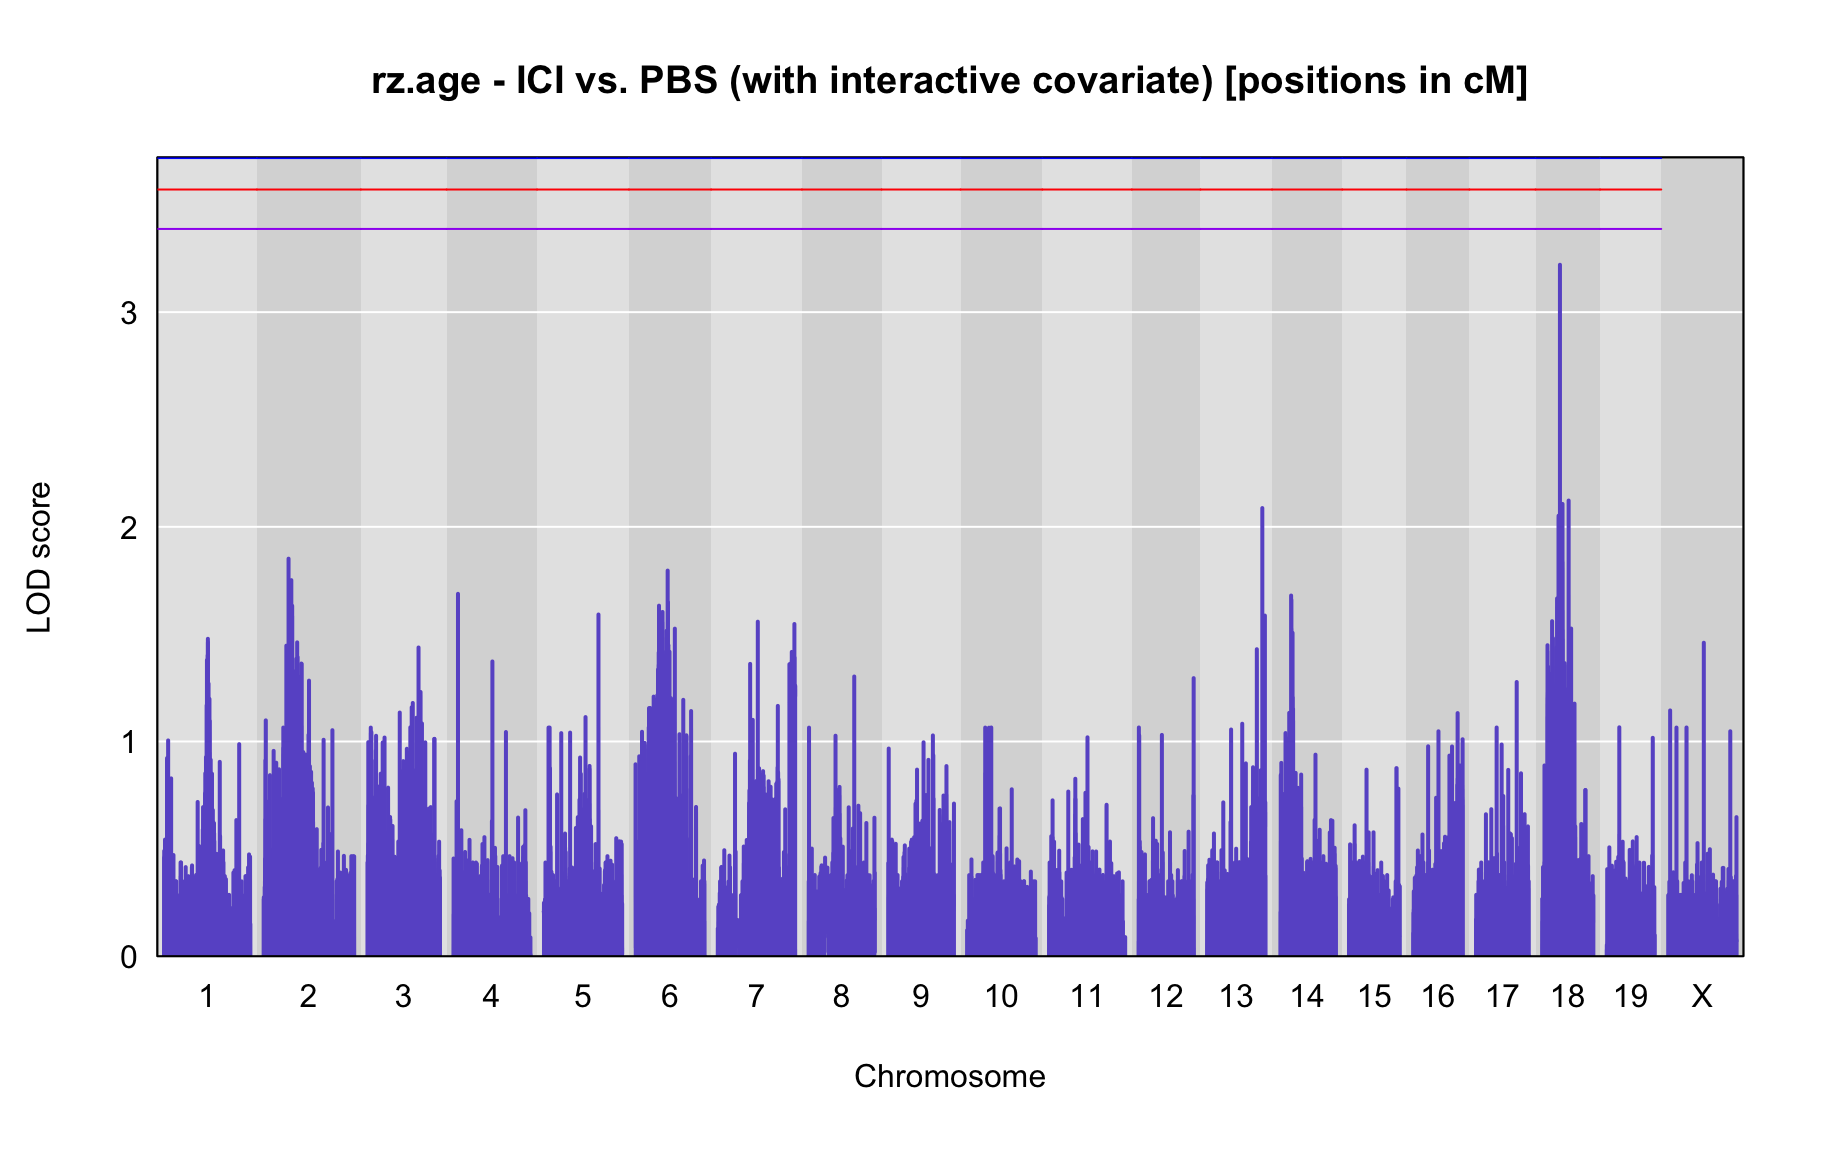 rz.age - ICI vs. PBS (with interactive covariate) [positions in cM]
LOD score
3
2
1
0
1 2 3 4 5 6 7 8 9 10 11 12 13 14 15 16 17 18 19 X
Chromosome